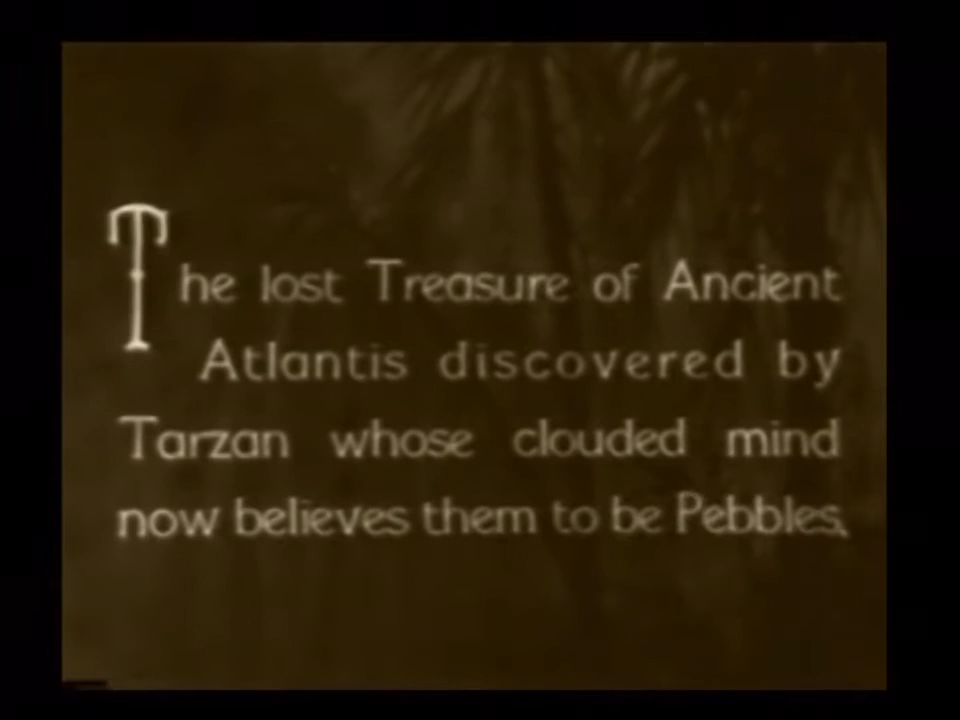 The lost Treasure of Ancient
Atlantis discovered by
Tarzan whose clouded mind
now believes them to be Pebbles.